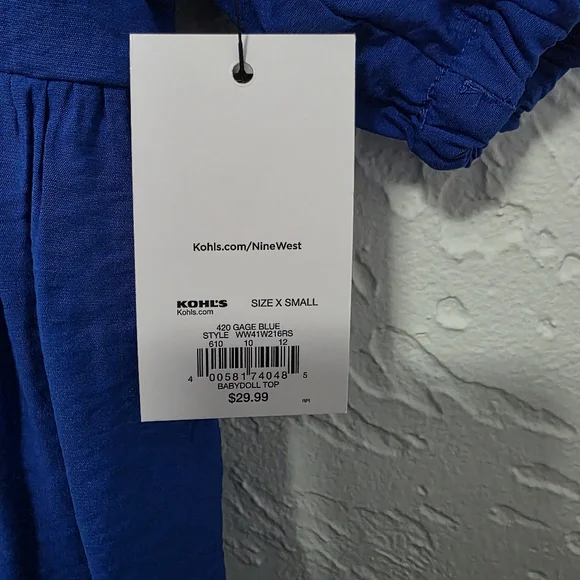 Kohls.com/NineWest
KOHL'S SIZE X SMALL
Kohls.com
420 GAGE BLUE
STYLE WW41W216RS
610 10 12
4 00581 74048 5
BABYDOLL TOP
$29.99 RPI